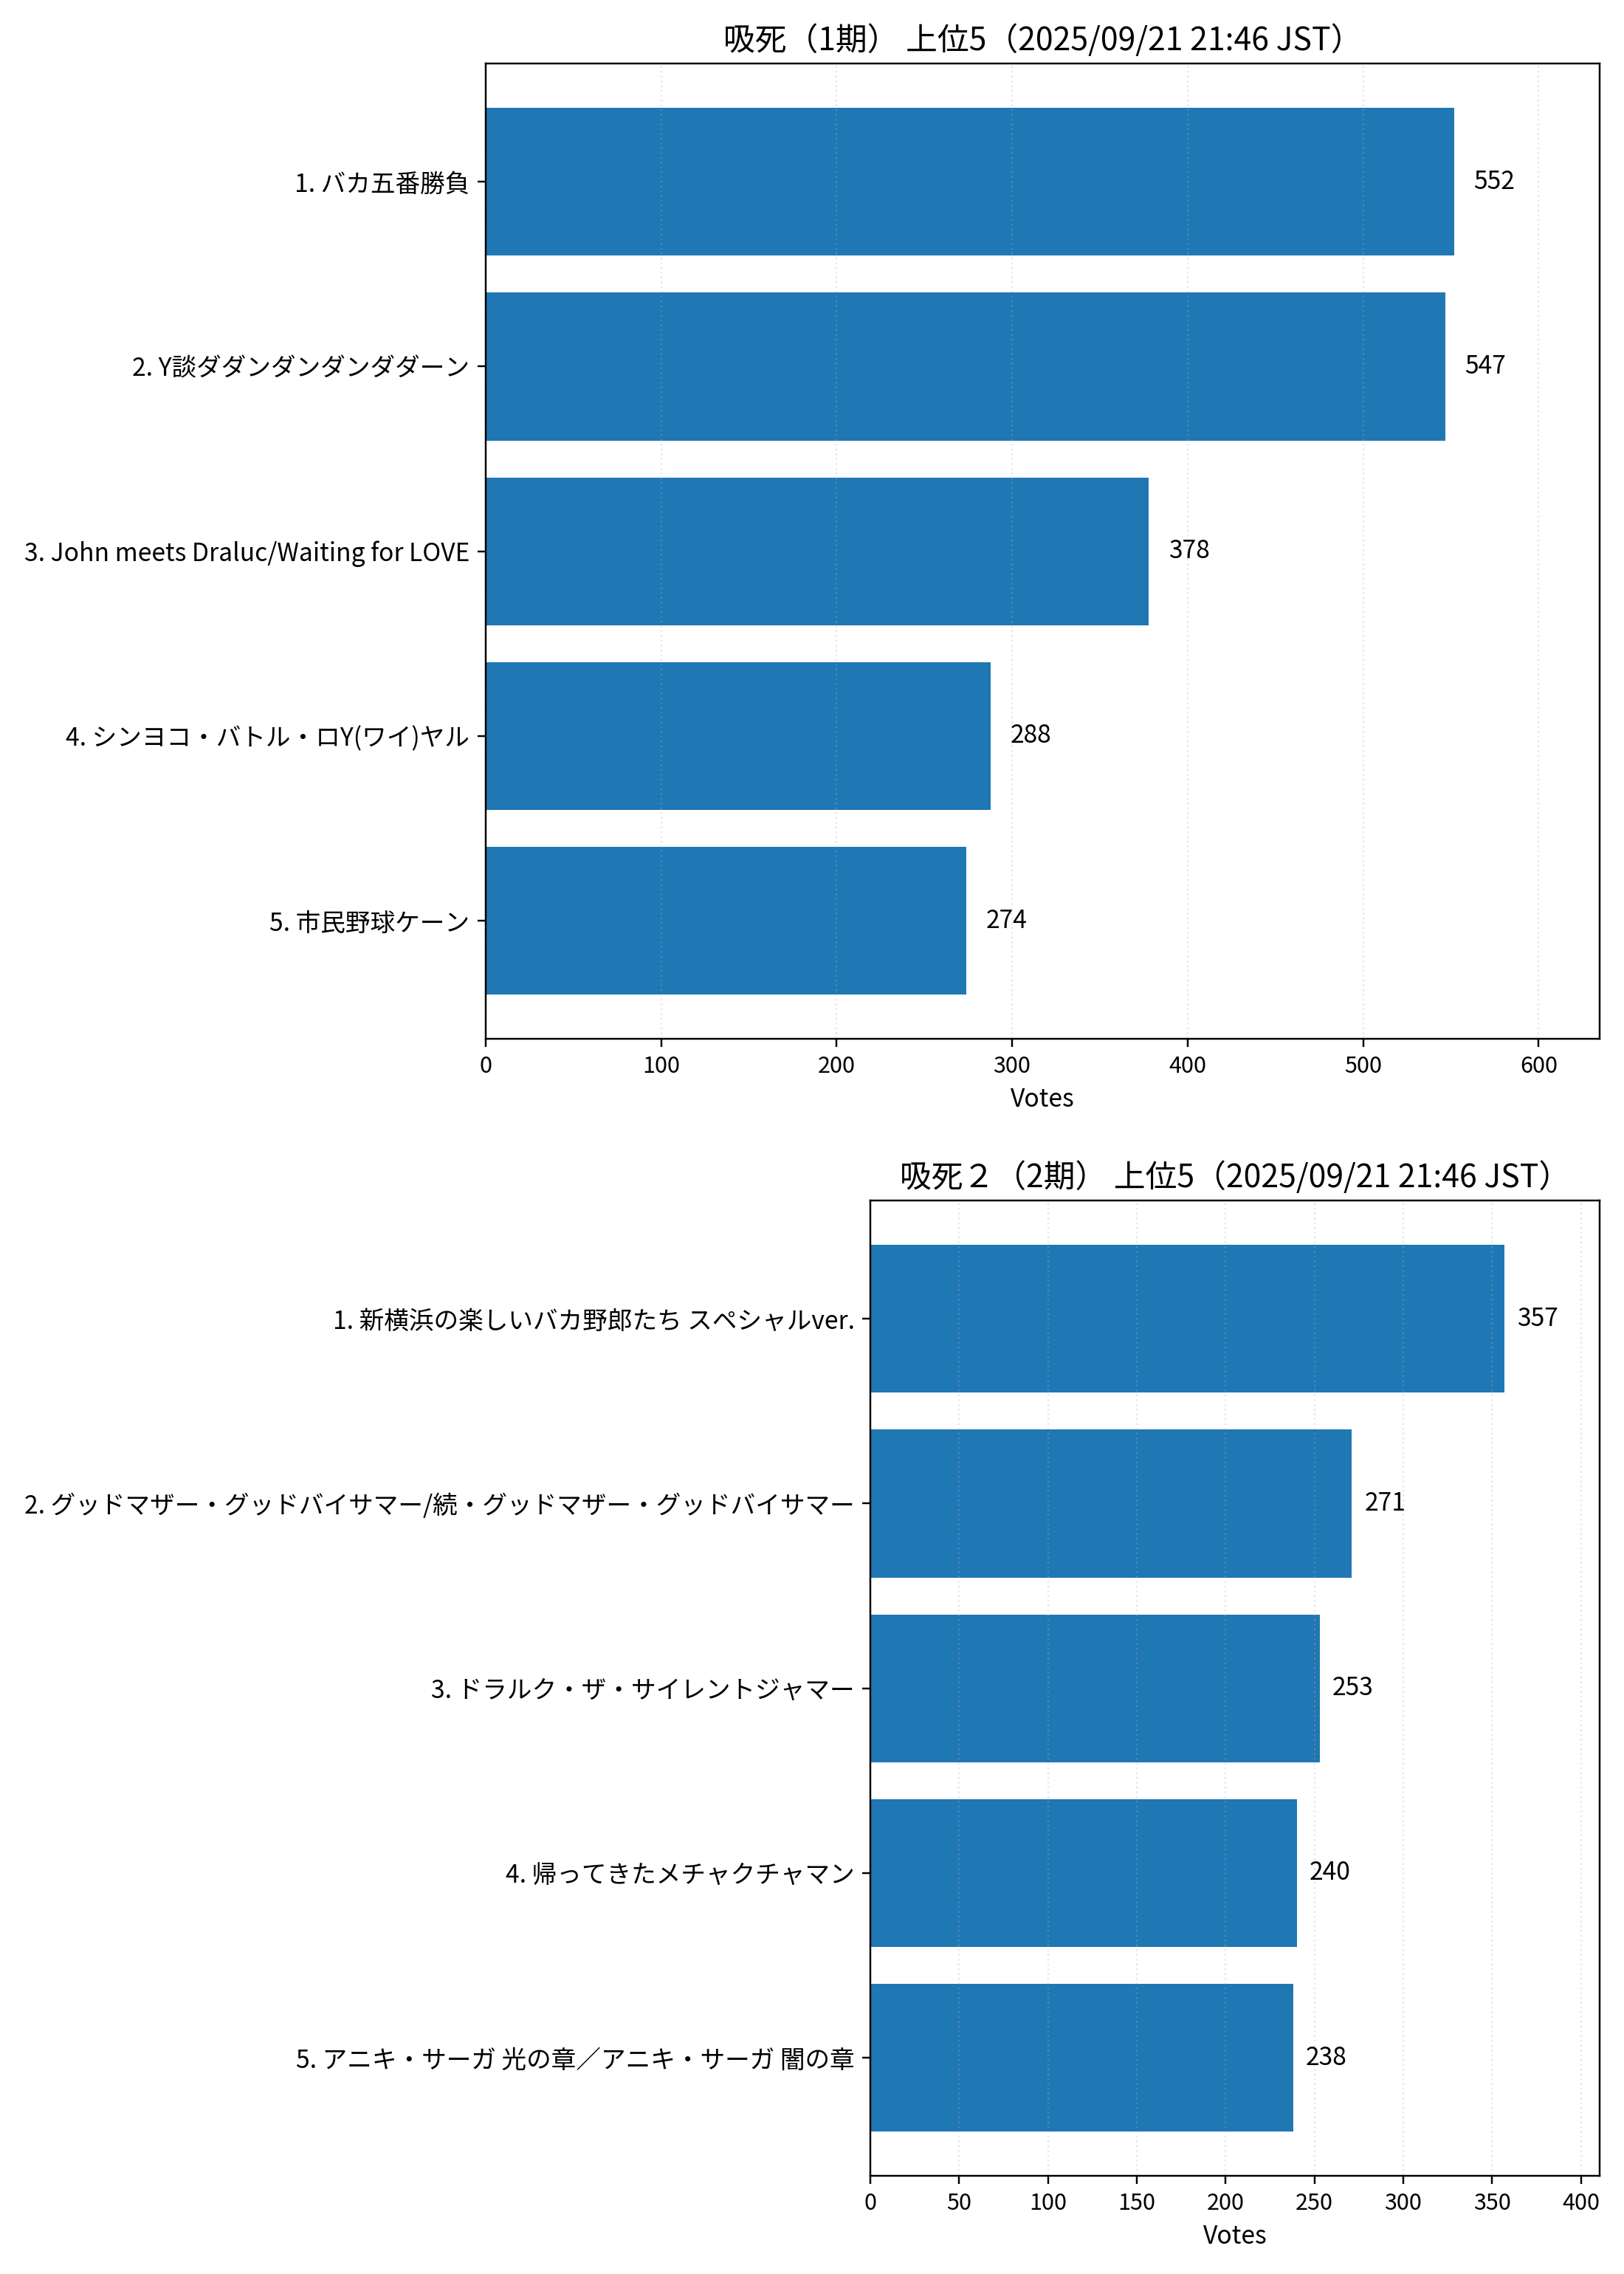 吸死（1期） 上位5（2025/09/21 21:46 JST）
1. バカ五番勝負
552
2. Y談ダダンダンダンダダーン
547
3. John meets Draluc/Waiting for LOVE
378
4. シンヨコ・バトル・ロY(ワイ)ヤル
288
5. 市民野球ケーン
274
0 100 200 300 400 500 600
Votes
吸死２（2期） 上位5（2025/09/21 21:46 JST）
1. 新横浜の楽しいバカ野郎たち スペシャルver.
357
2. グッドマザー・グッドバイサマー/続・グッドマザー・グッドバイサマー
271
3. ドラルク・ザ・サイレントジャマー
253
4. 帰ってきたメチャクチャマン
240
5. アニキ・サーガ 光の章／アニキ・サーガ 闇の章
238
0 50 100 150 200 250 300 350 400
Votes